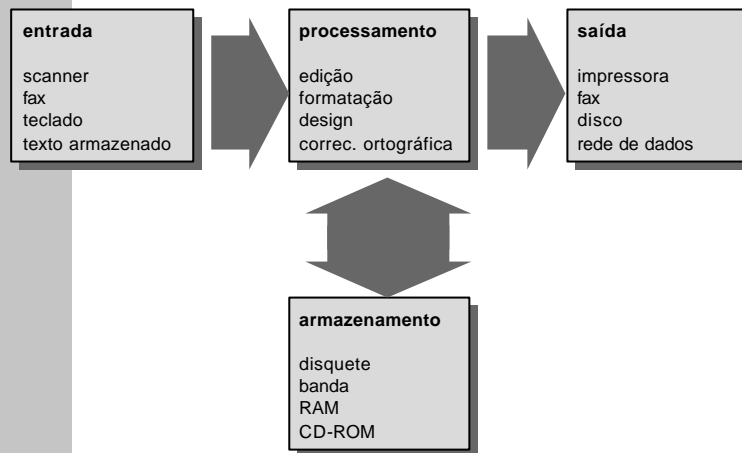 entrada
scanner
fax
teclado
texto armazenado
processamento
edição
formatação
design
correc. ortográfica
saída
impressora
fax
disco
rede de dados
armazenamento
disquete
banda
RAM
CD-ROM